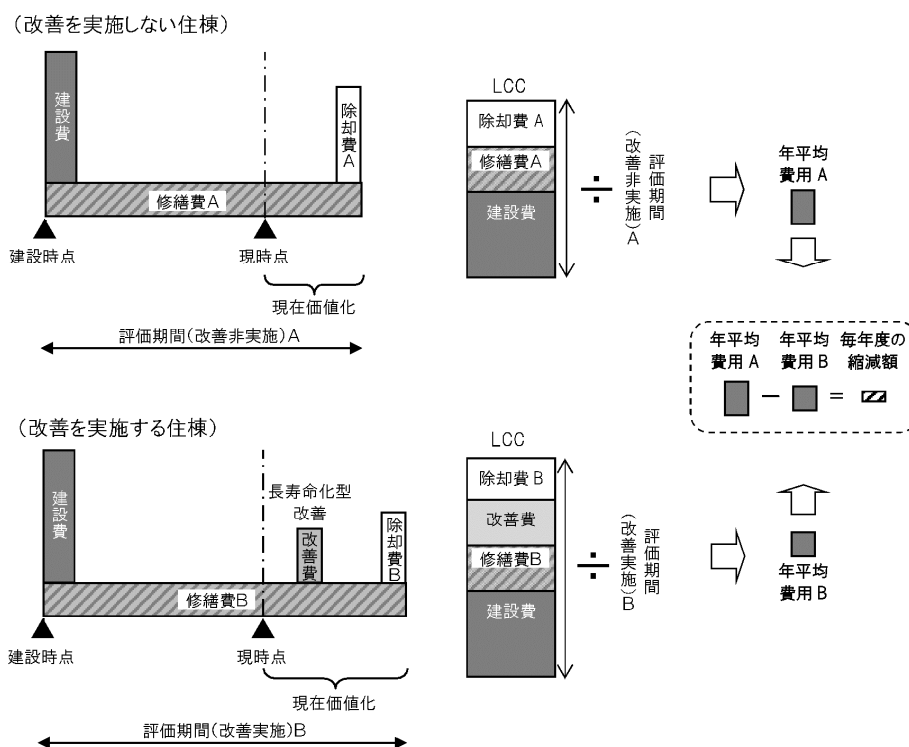 （改善を実施しない住棟）
建設費
除却費A
修繕費A
建設時点
現時点
現在価値化
評価期間(改善非実施)A
LCC
除却費 A
修繕費A
建設費
÷
評価期間
(改善非実施)A
年平均
費用 A
年平均
費用 A
年平均
費用 B
毎年度の
縮減額
－ ＝
（改善を実施する住棟）
建設費
長寿命化型
改善
改善費
除却費B
修繕費B
建設時点
現時点
現在価値化
評価期間(改善実施)B
LCC
除却費 B
改善費
修繕費B
建設費
÷
評価期間
(改善実施)B
年平均
費用 B